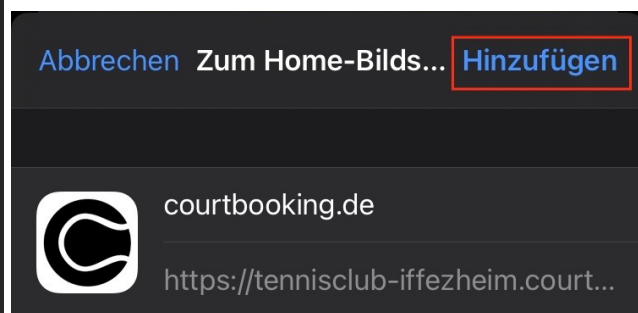 Abbrechen Zum Home-Bilds... Hinzufügen
courtbooking.de
https://tennisclub-iffezheim.court...